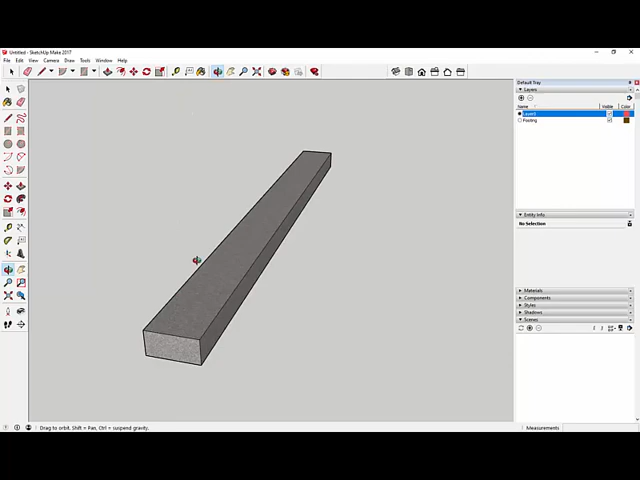 Untitled - SketchUp Make 2017
File Edit View Camera Draw Tools Window Help
Default Tray
Layers
Name Visible Color
Layer0
Footing
Entity Info
No Selection
Materials
Components
Styles
Shadows
Scenes
Drag to orbit. Shift = Pan, Ctrl = suspend gravity.
Measurements